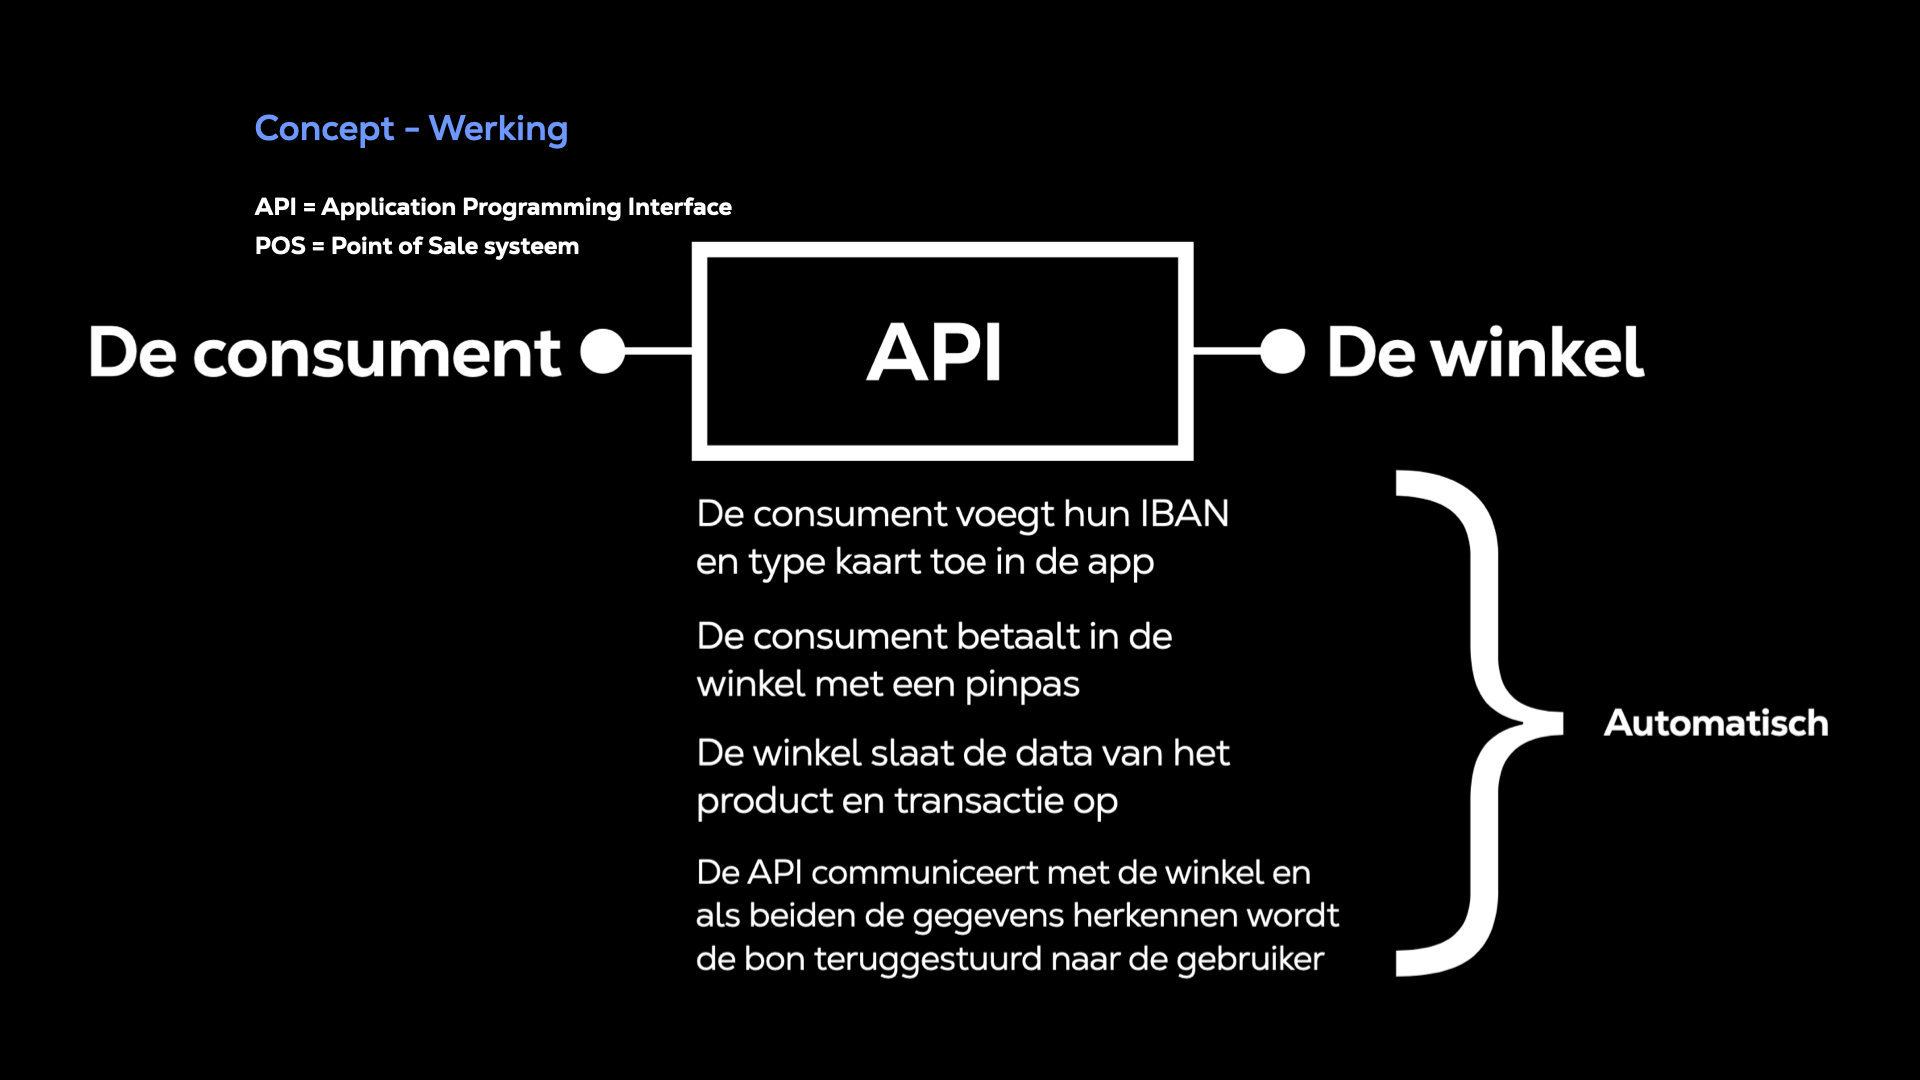 Concept - Werking
API = Application Programming Interface
POS = Point of Sale systeem
De consument
API
De winkel
De consument voegt hun IBAN
en type kaart toe in de app
De consument betaalt in de
winkel met een pinpas
De winkel slaat de data van het
product en transactie op
De API communiceert met de winkel en
als beiden de gegevens herkennen wordt
de bon teruggestuurd naar de gebruiker
Automatisch